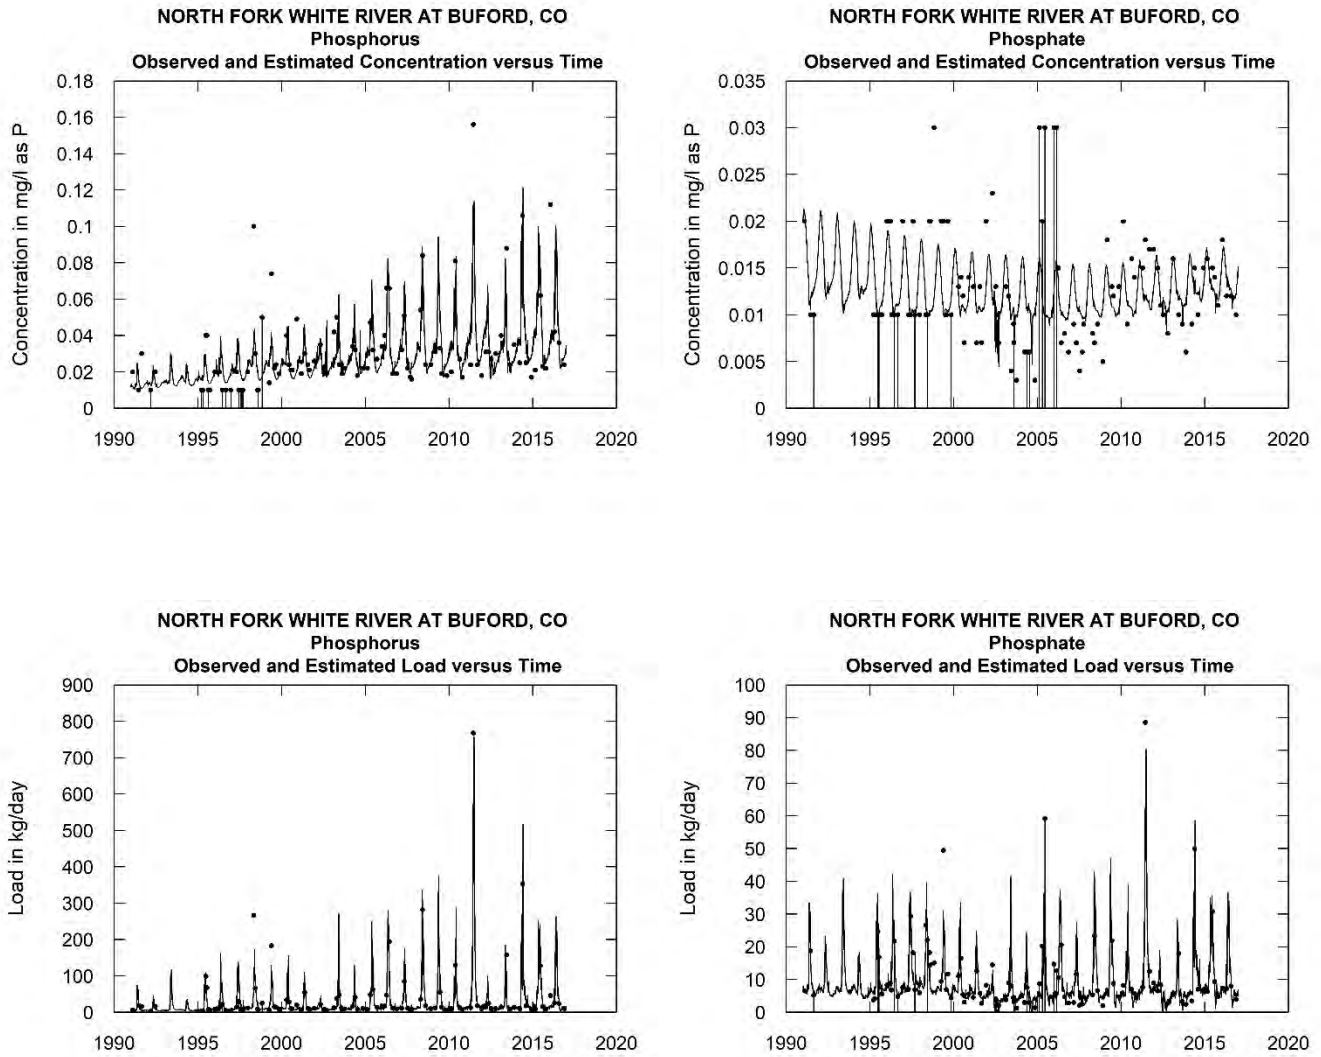 NORTH FORK WHITE RIVER AT BUFORD, CO
Phosphorus
Observed and Estimated Concentration versus Time
0.18
0.16
0.14
0.12
0.1
0.08
0.06
0.04
0.02
0
Concentration in mg/l as P
1990 1995 2000 2005 2010 2015 2020
NORTH FORK WHITE RIVER AT BUFORD, CO
Phosphate
Observed and Estimated Concentration versus Time
0.035
0.03
0.025
0.02
0.015
0.01
0.005
0
Concentration in mg/l as P
1990 1995 2000 2005 2010 2015 2020
NORTH FORK WHITE RIVER AT BUFORD, CO
Phosphorus
Observed and Estimated Load versus Time
900
800
700
600
500
400
300
200
100
0
Load in kg/day
1990 1995 2000 2005 2010 2015 2020
NORTH FORK WHITE RIVER AT BUFORD, CO
Phosphate
Observed and Estimated Load versus Time
100
90
80
70
60
50
40
30
20
10
0
Load in kg/day
1990 1995 2000 2005 2010 2015 2020